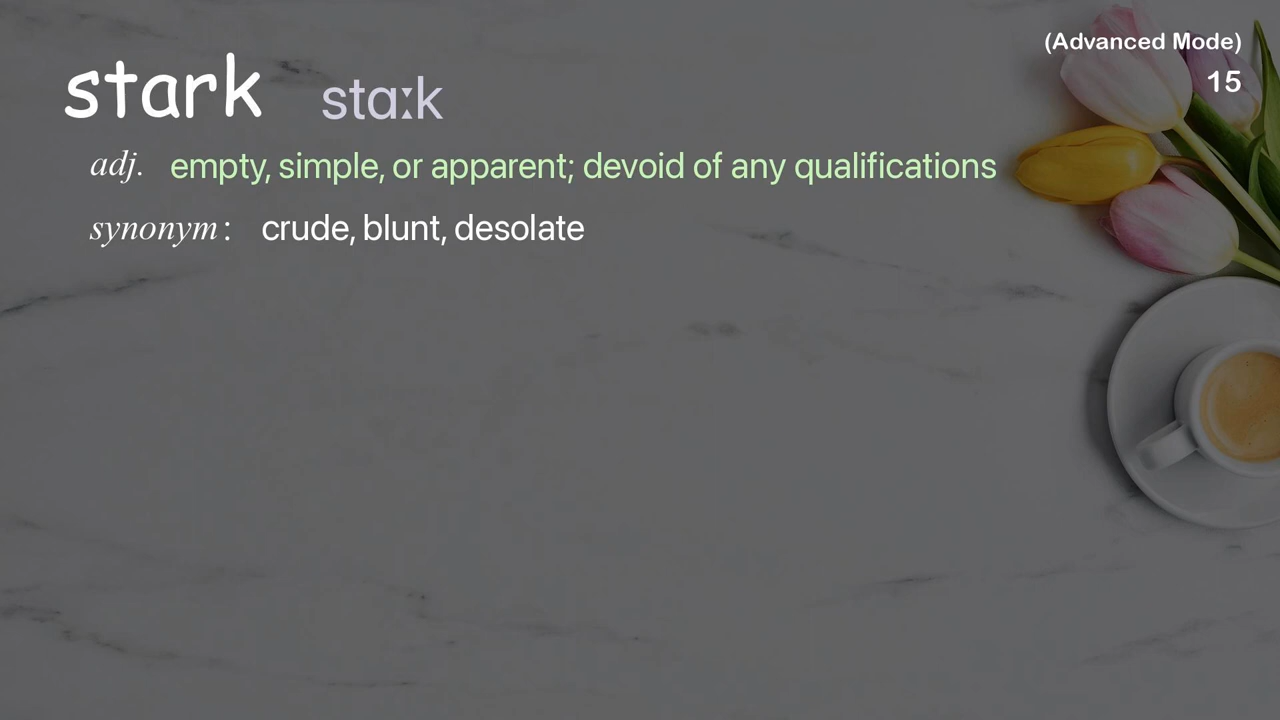 (Advanced Mode)
15
stark stɑːk
adj. empty, simple, or apparent; devoid of any qualifications
synonym: crude, blunt, desolate